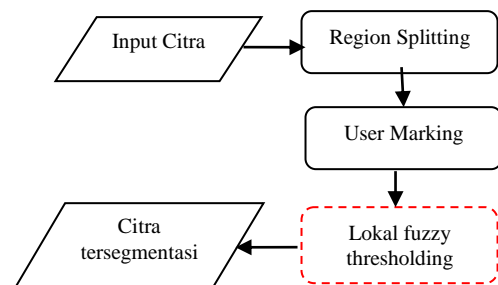 Input Citra
Region Splitting
User Marking
Lokal fuzzy
thresholding
Citra
tersegmentasi